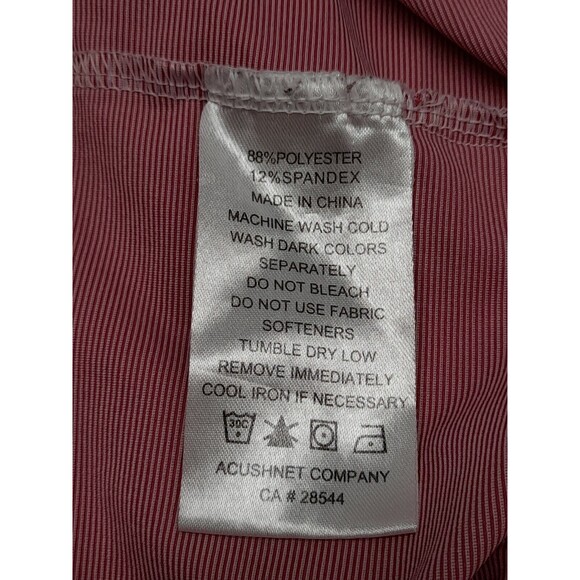 88%POLYESTER
12%SPANDEX
MADE IN CHINA
MACHINE WASH COLD
WASH DARK COLORS
SEPARATELY
DO NOT BLEACH
DO NOT USE FABRIC
SOFTENERS
TUMBLE DRY LOW
REMOVE IMMEDIATELY
COOL IRON IF NECESSARY
30C
ACUSHNET COMPANY
CA # 28544